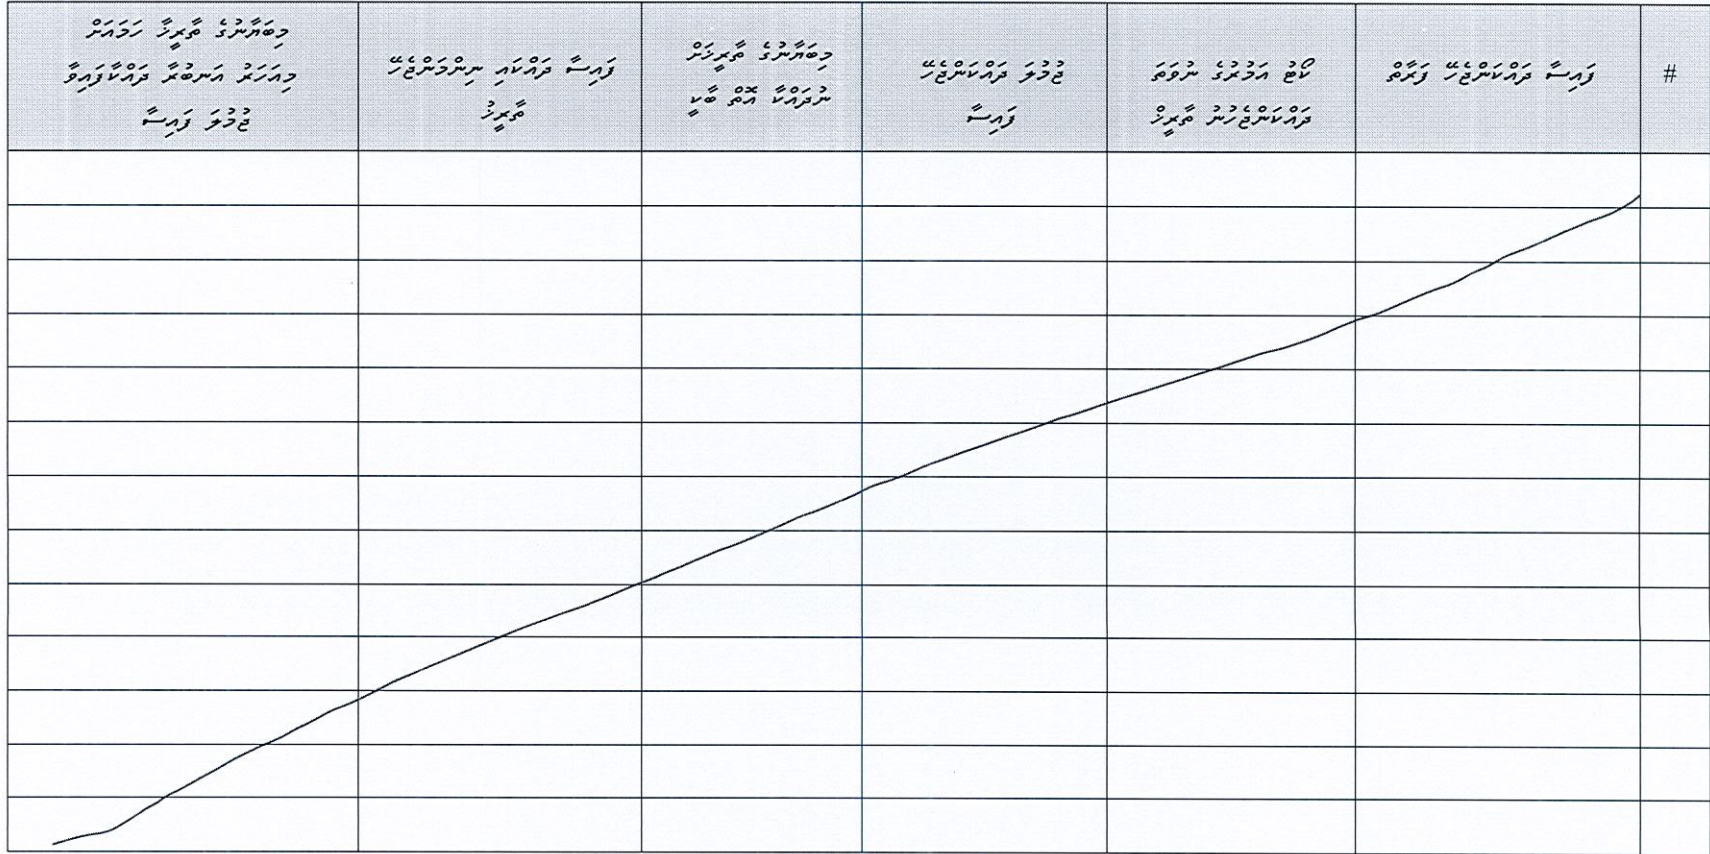 #
ފައިސާ ދައްކަންޖެހޭ ފަރާތް
ކޯޓު އަމުރުގެ ނުވަތަ
ދައްކަންޖެހުނު ތާރީޚް
ޖުމުލަ ދައްކަންޖެހޭ
ފައިސާ
މިބަޔާނުގެ ތާރީޚަށް
ނުދައްކާ އޮތް ބާކީ
ފައިސާ ދައްކައި ނިންމަންޖެހޭ
ތާރީޚު
މިބަޔާނުގެ ތާރީޚާ ހަމައަށް
މިއަހަރު އަނބުރާ ދައްކާފައިވާ
ޖުމުލަ ފައިސާ